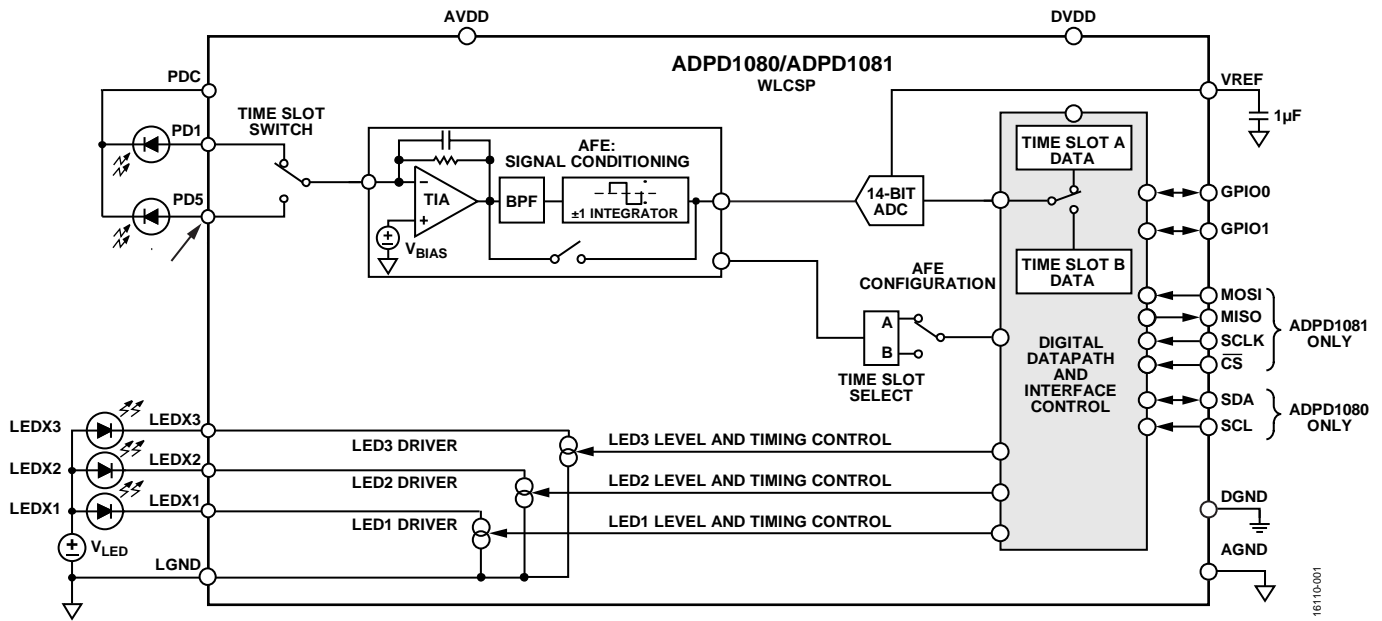 AVDD
DVDD
ADPD1080/ADPD1081
WLCSP
PDC
VREF
1µF
PD1
TIME SLOT
SWITCH
AFE:
SIGNAL CONDITIONING
TIME SLOT A
DATA
TIA
BPF
±1 INTEGRATOR
14-BIT
ADC
GPIO0
PD5
VBIAS
GPIO1
TIME SLOT B
DATA
AFE
CONFIGURATION
MOSI
MISO
SCLK
CS
ADPD1081
ONLY
A
B
TIME SLOT
SELECT
DIGITAL
DATAPATH
AND
INTERFACE
CONTROL
SDA
SCL
ADPD1080
ONLY
LEDX3
LEDX3
LED3 DRIVER
LED3 LEVEL AND TIMING CONTROL
LEDX2
LEDX2
LED2 DRIVER
LED2 LEVEL AND TIMING CONTROL
LEDX1
LEDX1
LED1 DRIVER
LED1 LEVEL AND TIMING CONTROL
DGND
VLED
LGND
AGND
16110-001